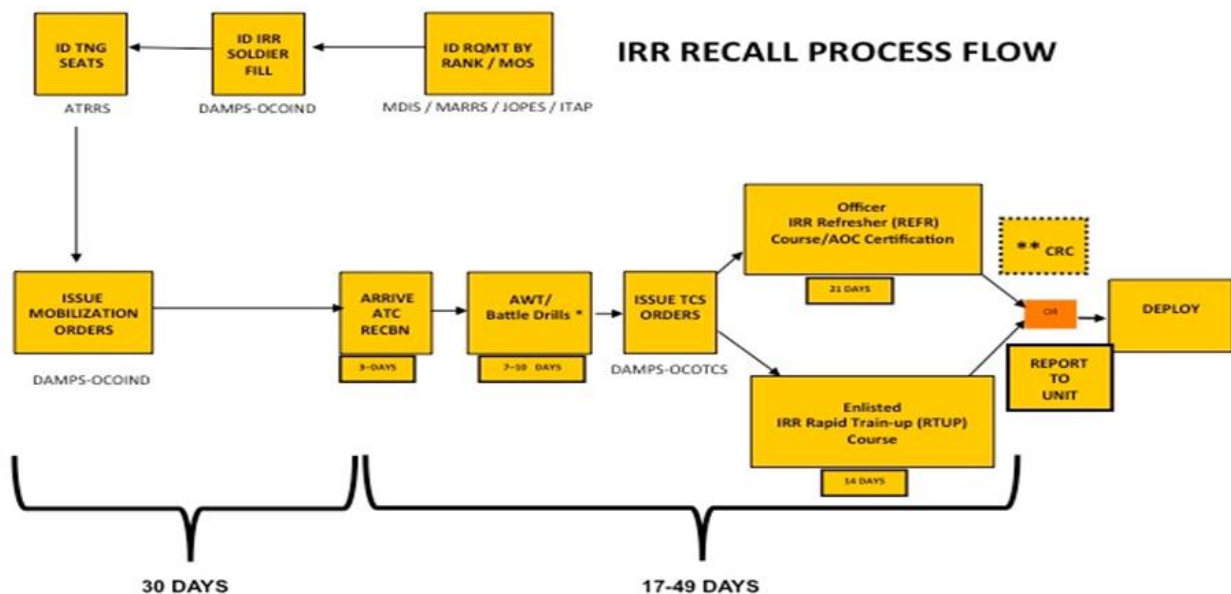 IRR RECALL PROCESS FLOW
ID TNG
SEATS
ATRRS
ID IRR
SOLDIER
FILL
DAMPS-OCOIND
ID RQMT BY
RANK / MOS
MDIS / MARRS / JOPES / ITAP
ISSUE
MOBILIZATION
ORDERS
DAMPS-OCOIND
ARRIVE
ATC
RECBN
3-DAYS
AWT/
Battle Drills *
7-10 DAYS
ISSUE TCS
ORDERS
DAMPS-OCOTCS
Officer
IRR Refresher (REFR)
Course/AOC Certification
21 DAYS
Enlisted
IRR Rapid Train-up (RTUP)
Course
14 DAYS
** CRC
OR
REPORT
TO
UNIT
DEPLOY
30 DAYS
17-49 DAYS